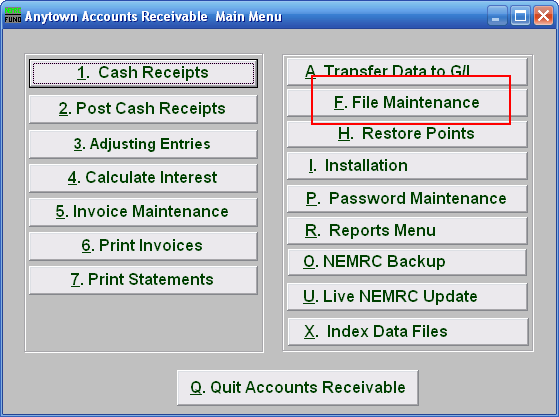 Anytown Accounts Receivable Main Menu
1. Cash Receipts
2. Post Cash Receipts
3. Adjusting Entries
4. Calculate Interest
5. Invoice Maintenance
6. Print Invoices
7. Print Statements
A. Transfer Data to G/L
F. File Maintenance
H. Restore Points
I. Installation
P. Password Maintenance
R. Reports Menu
O. NEMRC Backup
U. Live NEMRC Update
X. Index Data Files
Q. Quit Accounts Receivable